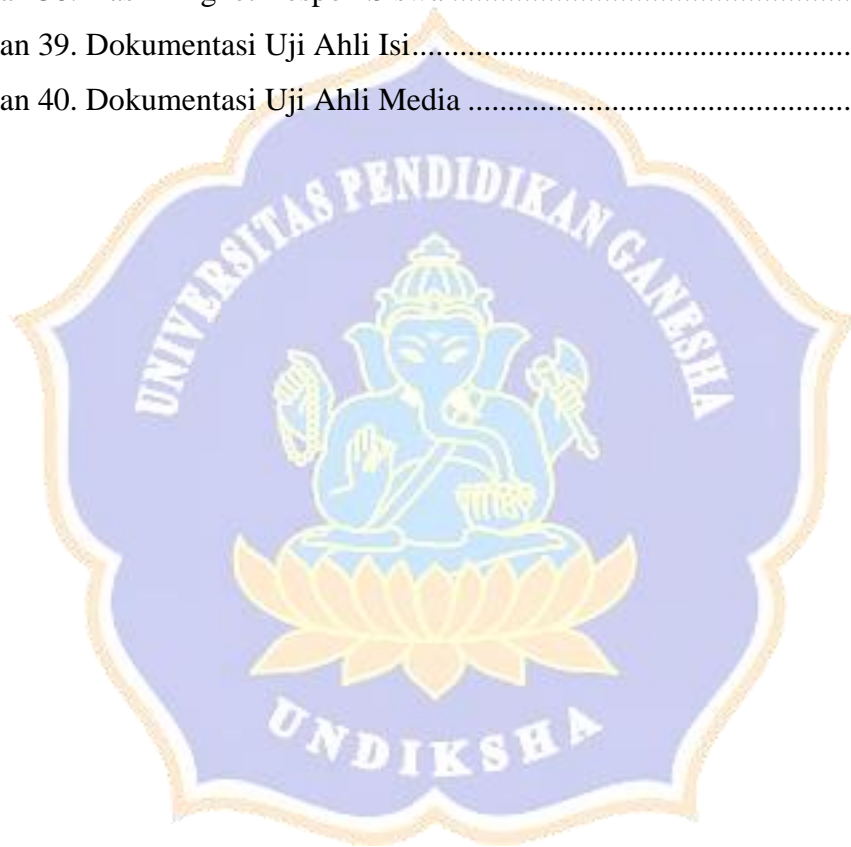 an 39. Dokumentasi Uji Ahli Isi
an 40. Dokumentasi Uji Ahli Media
UNIVERSITAS PENDIDIKAN GANESHA
UNDIKSHA